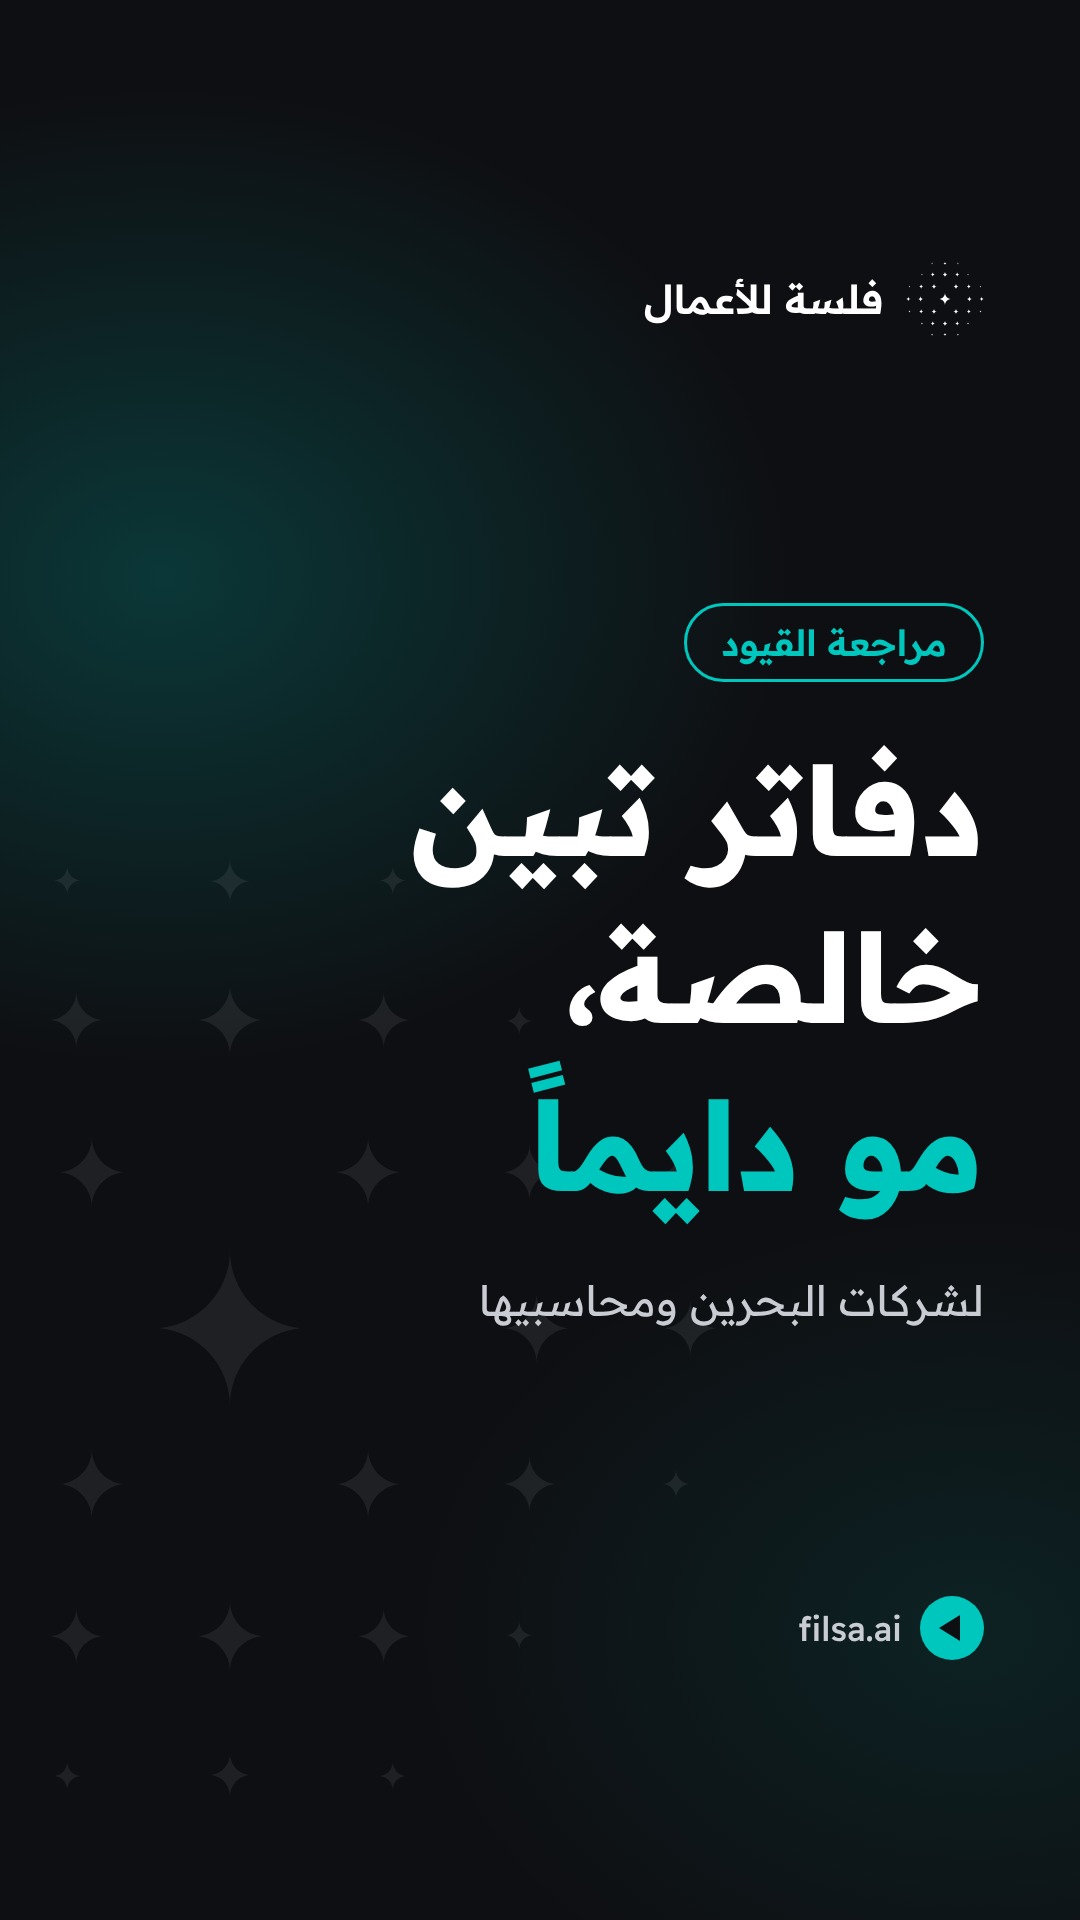 فلسة للأعمال
مراجعة القيود
دفاتر تبين
خالصة،
مو دايماً
لشركات البحرين ومحاسبيها
filsa.ai